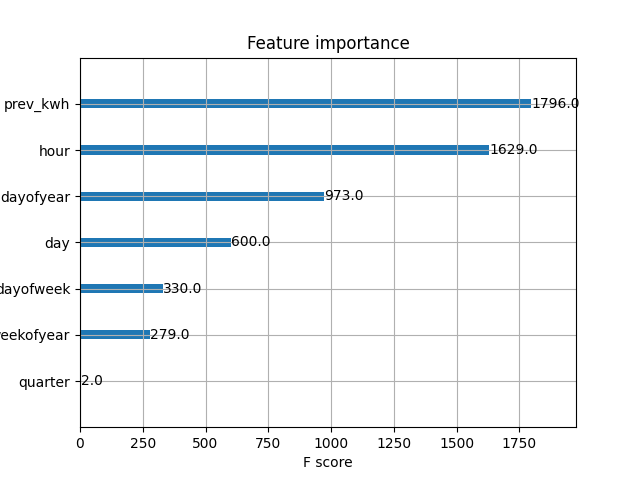 Feature importance
prev_kwh 1796.0
hour 1629.0
dayofyear 973.0
day 600.0
dayofweek 330.0
eekofyear 279.0
quarter 2.0
0 250 500 750 1000 1250 1500 1750
F score